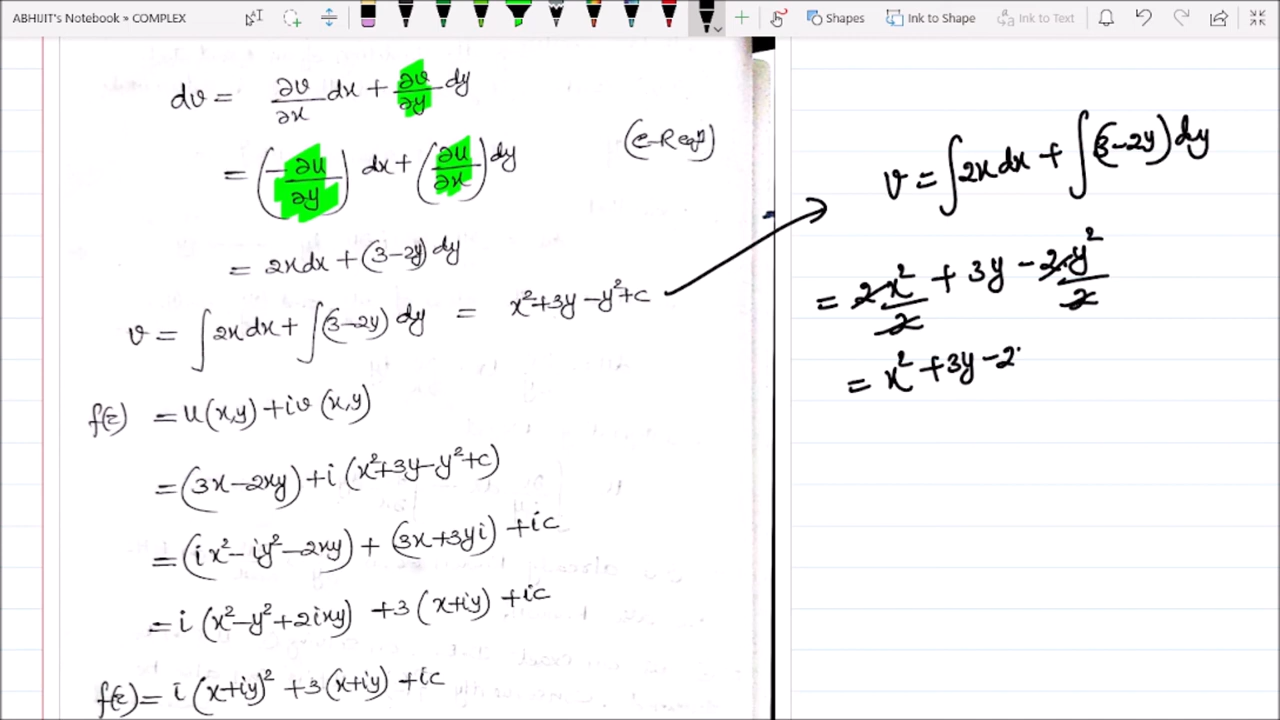 ABHIJIT's Notebook » COMPLEX
Shapes Ink to Shape Ink to Text
dv = ∂v/∂x dx + ∂v/∂y dy
= (-∂u/∂y) dx + (∂u/∂x) dy (C-R eqn)
= 2x dx + (3-2y) dy
v = ∫2x dx + ∫(3-2y) dy = x²+3y-y²+c
f(z) = u(x,y) + iv(x,y)
= (3x-2xy) + i(x²+3y-y²+c)
= (ix²-iy²-2xy) + (3x+3yi) + ic
= i(x²-y²+2ixy) + 3(x+iy) + ic
f(z) = i(x+iy)² + 3(x+iy) + ic
v = ∫2x dx + ∫(3-2y) dy
= 2x²/2 + 3y - 2·y²/2
= x² + 3y - 2